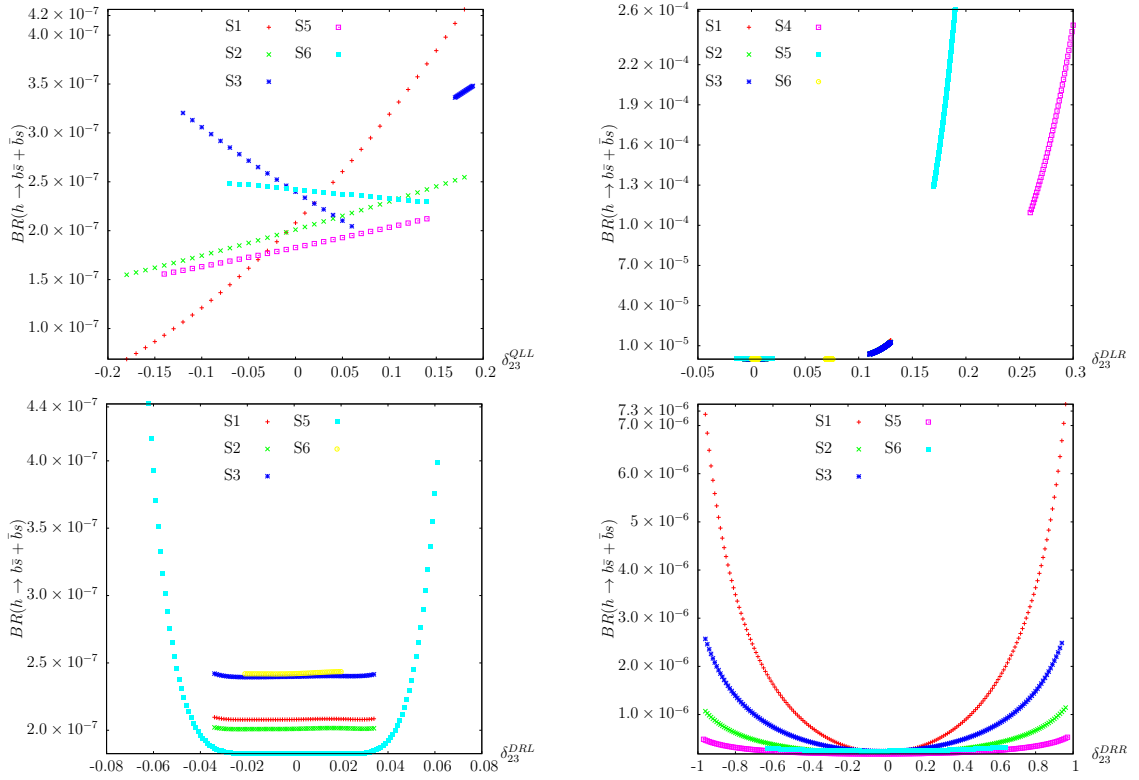 4.2 × 10⁻⁷
4.0 × 10⁻⁷
3.5 × 10⁻⁷
3.0 × 10⁻⁷
2.5 × 10⁻⁷
2.0 × 10⁻⁷
1.5 × 10⁻⁷
1.0 × 10⁻⁷
BR(h → bs̄ + b̄s)
S1 S5
S2 S6
S3
-0.2 -0.15 -0.1 -0.05 0 0.05 0.1 0.15 0.2
δ₂₃^{QLL}
2.6 × 10⁻⁴
2.4 × 10⁻⁴
1.9 × 10⁻⁴
1.6 × 10⁻⁴
1.3 × 10⁻⁴
1.0 × 10⁻⁴
7.0 × 10⁻⁵
4.0 × 10⁻⁵
1.0 × 10⁻⁵
BR(h → bs̄ + b̄s)
S1 S4
S2 S5
S3 S6
-0.05 0 0.05 0.1 0.15 0.2 0.25 0.3
δ₂₃^{DLR}
4.4 × 10⁻⁷
4.0 × 10⁻⁷
3.5 × 10⁻⁷
3.0 × 10⁻⁷
2.5 × 10⁻⁷
2.0 × 10⁻⁷
BR(h → bs̄ + b̄s)
S1 S5
S2 S6
S3
-0.08 -0.06 -0.04 -0.02 0 0.02 0.04 0.06 0.08
δ₂₃^{DRL}
7.3 × 10⁻⁶
7.0 × 10⁻⁶
6 × 10⁻⁶
5 × 10⁻⁶
4 × 10⁻⁶
3 × 10⁻⁶
2 × 10⁻⁶
1 × 10⁻⁶
BR(h → bs̄ + b̄s)
S1 S5
S2 S6
S3
-1 -0.8 -0.6 -0.4 -0.2 0 0.2 0.4 0.6 0.8 1
δ₂₃^{DRR}